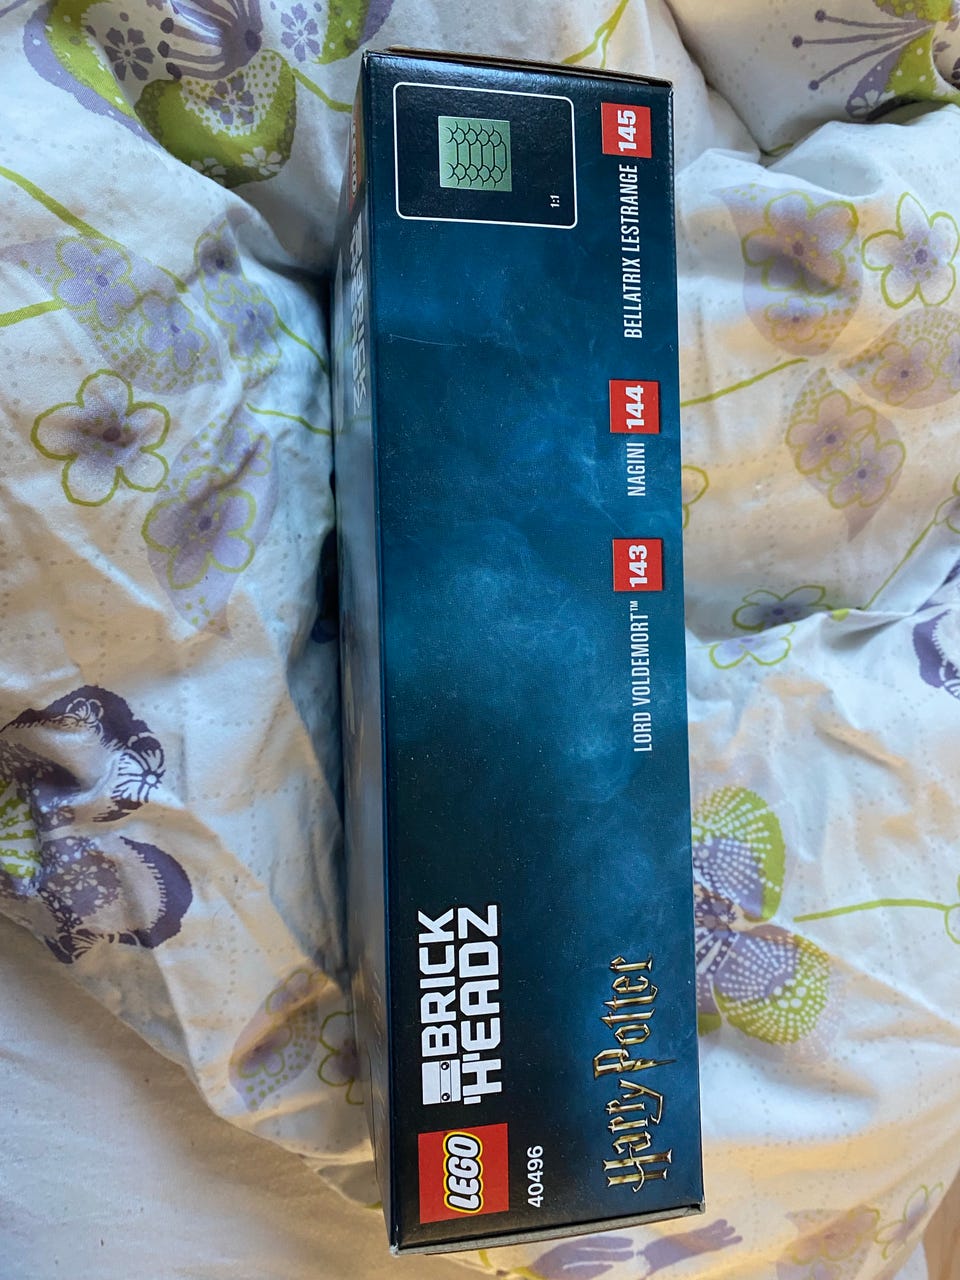 LEGO
BRICK
HEADZ
40496
Harry Potter
LORD VOLDEMORT™ 143
NAGINI 144
BELLATRIX LESTRANGE 145
1:1